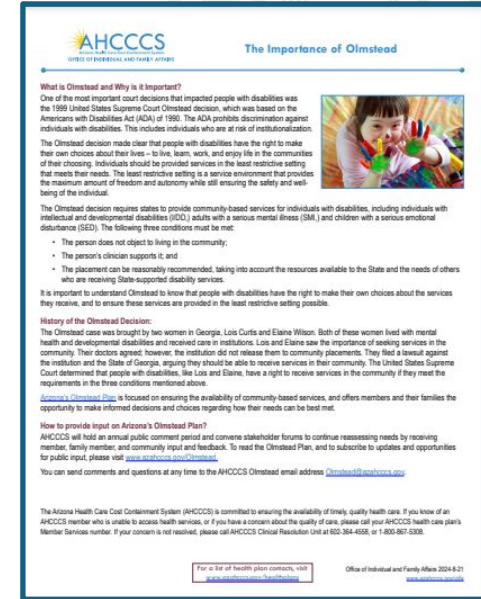 AHCCCS
Arizona Health Care Cost Containment System
OFFICE OF INDIVIDUAL AND FAMILY AFFAIRS
The Importance of Olmstead
What is Olmstead and Why is it Important?
One of the most important court decisions that impacted people with disabilities was
the 1999 United States Supreme Court Olmstead decision, which was based on the
Americans with Disabilities Act (ADA) of 1990. The ADA prohibits discrimination against
individuals with disabilities. This includes individuals who are at risk of institutionalization.
The Olmstead decision made clear that people with disabilities have the right to make
their own choices about their lives – to live, learn, work, and enjoy life in the communities
of their choosing. Individuals should be provided services in the least restrictive setting
that meets their needs. The least restrictive setting is a service environment that provides
the maximum amount of freedom and autonomy while still ensuring the safety and well-
being of the individual.
The Olmstead decision requires states to provide community-based services for individuals with disabilities, including individuals with
intellectual and developmental disabilities (I/DD,) adults with a serious mental illness (SMI,) and children with a serious emotional
disturbance (SED). The following three conditions must be met:
• The person does not object to living in the community;
• The person's clinician supports it; and
• The placement can be reasonably recommended, taking into account the resources available to the State and the needs of others
who are receiving State-supported disability services.
It is important to understand Olmstead to know that people with disabilities have the right to make their own choices about the services
they receive, and to ensure these services are provided in the least restrictive setting possible.
History of the Olmstead Decision:
The Olmstead case was brought by two women in Georgia, Lois Curtis and Elaine Wilson. Both of these women lived with mental
health and developmental disabilities and received care in institutions. Lois and Elaine saw the importance of seeking services in the
community. Their doctors agreed; however, the institution did not release them to community placements. They filed a lawsuit against
the institution and the State of Georgia, arguing they should be able to receive services in their community. The United States Supreme
Court determined that people with disabilities, like Lois and Elaine, have a right to receive services in the community if they meet the
requirements in the three conditions mentioned above.
Arizona's Olmstead Plan is focused on ensuring the availability of community-based services, and offers members and their families the
opportunity to make informed decisions and choices regarding how their needs can be best met.
How to provide input on Arizona's Olmstead Plan?
AHCCCS will hold an annual public comment period and convene stakeholder forums to continue reassessing needs by receiving
member, family member, and community input and feedback. To read the Olmstead Plan, and to subscribe to updates and opportunities
for public input, please visit www.azahcccs.gov/Olmstead.
You can send comments and questions at any time to the AHCCCS Olmstead email address Olmstead@azahcccs.gov.
The Arizona Health Care Cost Containment System (AHCCCS) is committed to ensuring the availability of timely, quality health care. If you know of an
AHCCCS member who is unable to access health services, or if you have a concern about the quality of care, please call your AHCCCS health care plan's
Member Services number. If your concern is not resolved, please call AHCCCS Clinical Resolution Unit at 602-364-4558, or 1-800-867-5308.
For a list of health plan contacts, visit
www.azahcccs.gov/healthplans
Office of Individual and Family Affairs 2024-8-21
www.azahcccs.gov/oifa